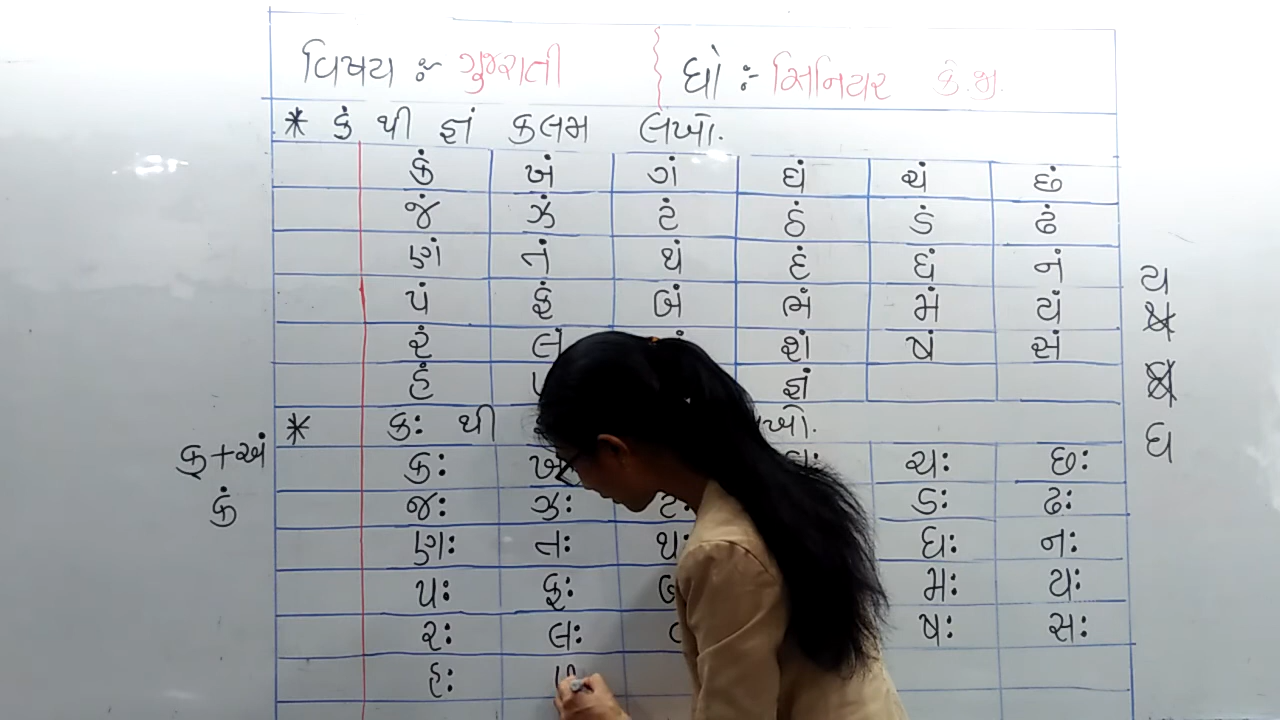 વિષય :- ગુજરાતી ધો :- સિનિયર કે.જી.
* કં થી જ્ઞં કલમ લખો.
કં ખં ગં ઘં ચં છં
જં ઝં ટં ઠં ડં ઢં
ણં તં થં દં ધં નં
પં ફં બં ભં મં યં
રં લં શં ષં સં
હં જ્ઞં
* કઃ થી
કઃ ચઃ છઃ
જઃ ઝઃ ટઃ ડઃ ઢઃ
ણઃ તઃ થઃ ધઃ નઃ
પઃ ફઃ મઃ યઃ
રઃ લઃ ષઃ સઃ
હઃ
ક્+અં
કં
ય
ઘ